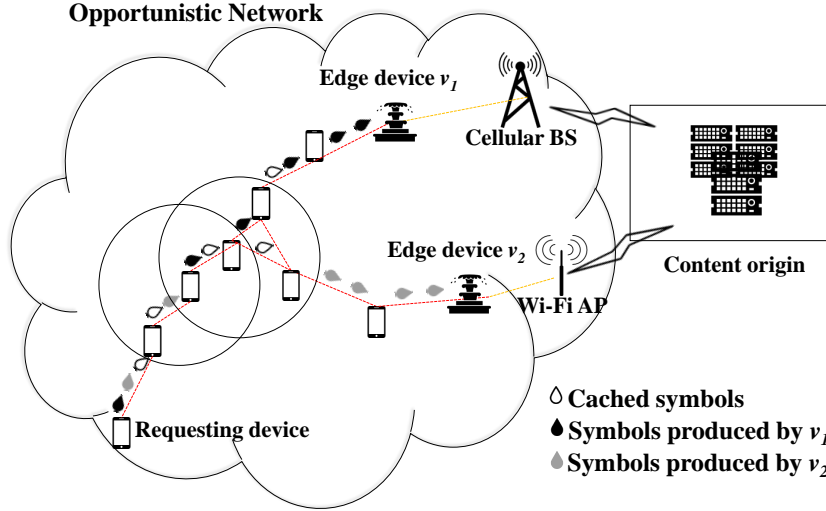 Opportunistic Network
Edge device v1
Cellular BS
Edge device v2
Content origin
Wi-Fi AP
Cached symbols
Requesting device
Symbols produced by v1
Symbols produced by v2